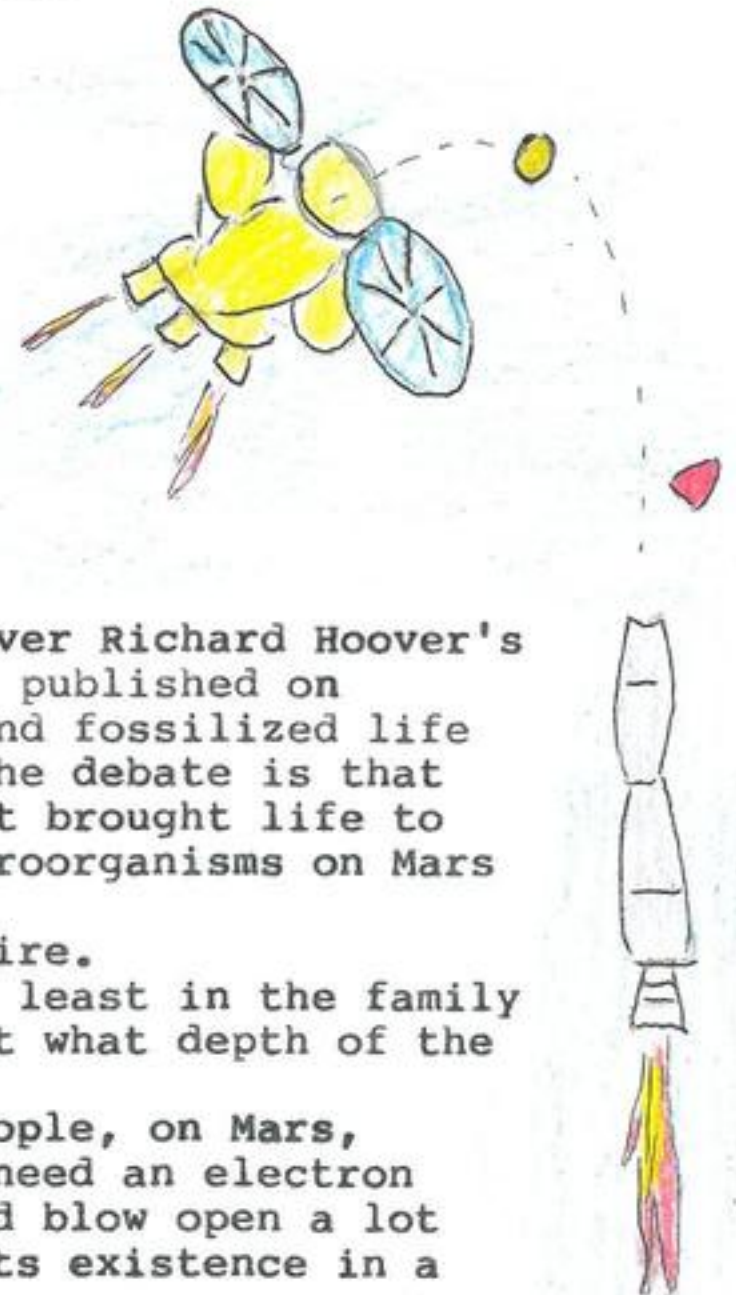 ver Richard Hoover's
published on
nd fossilized life
he debate is that
t brought life to
roorganisms on Mars
ire.
least in the family
t what depth of the
ople, on Mars,
need an electron
d blow open a lot
ts existence in a